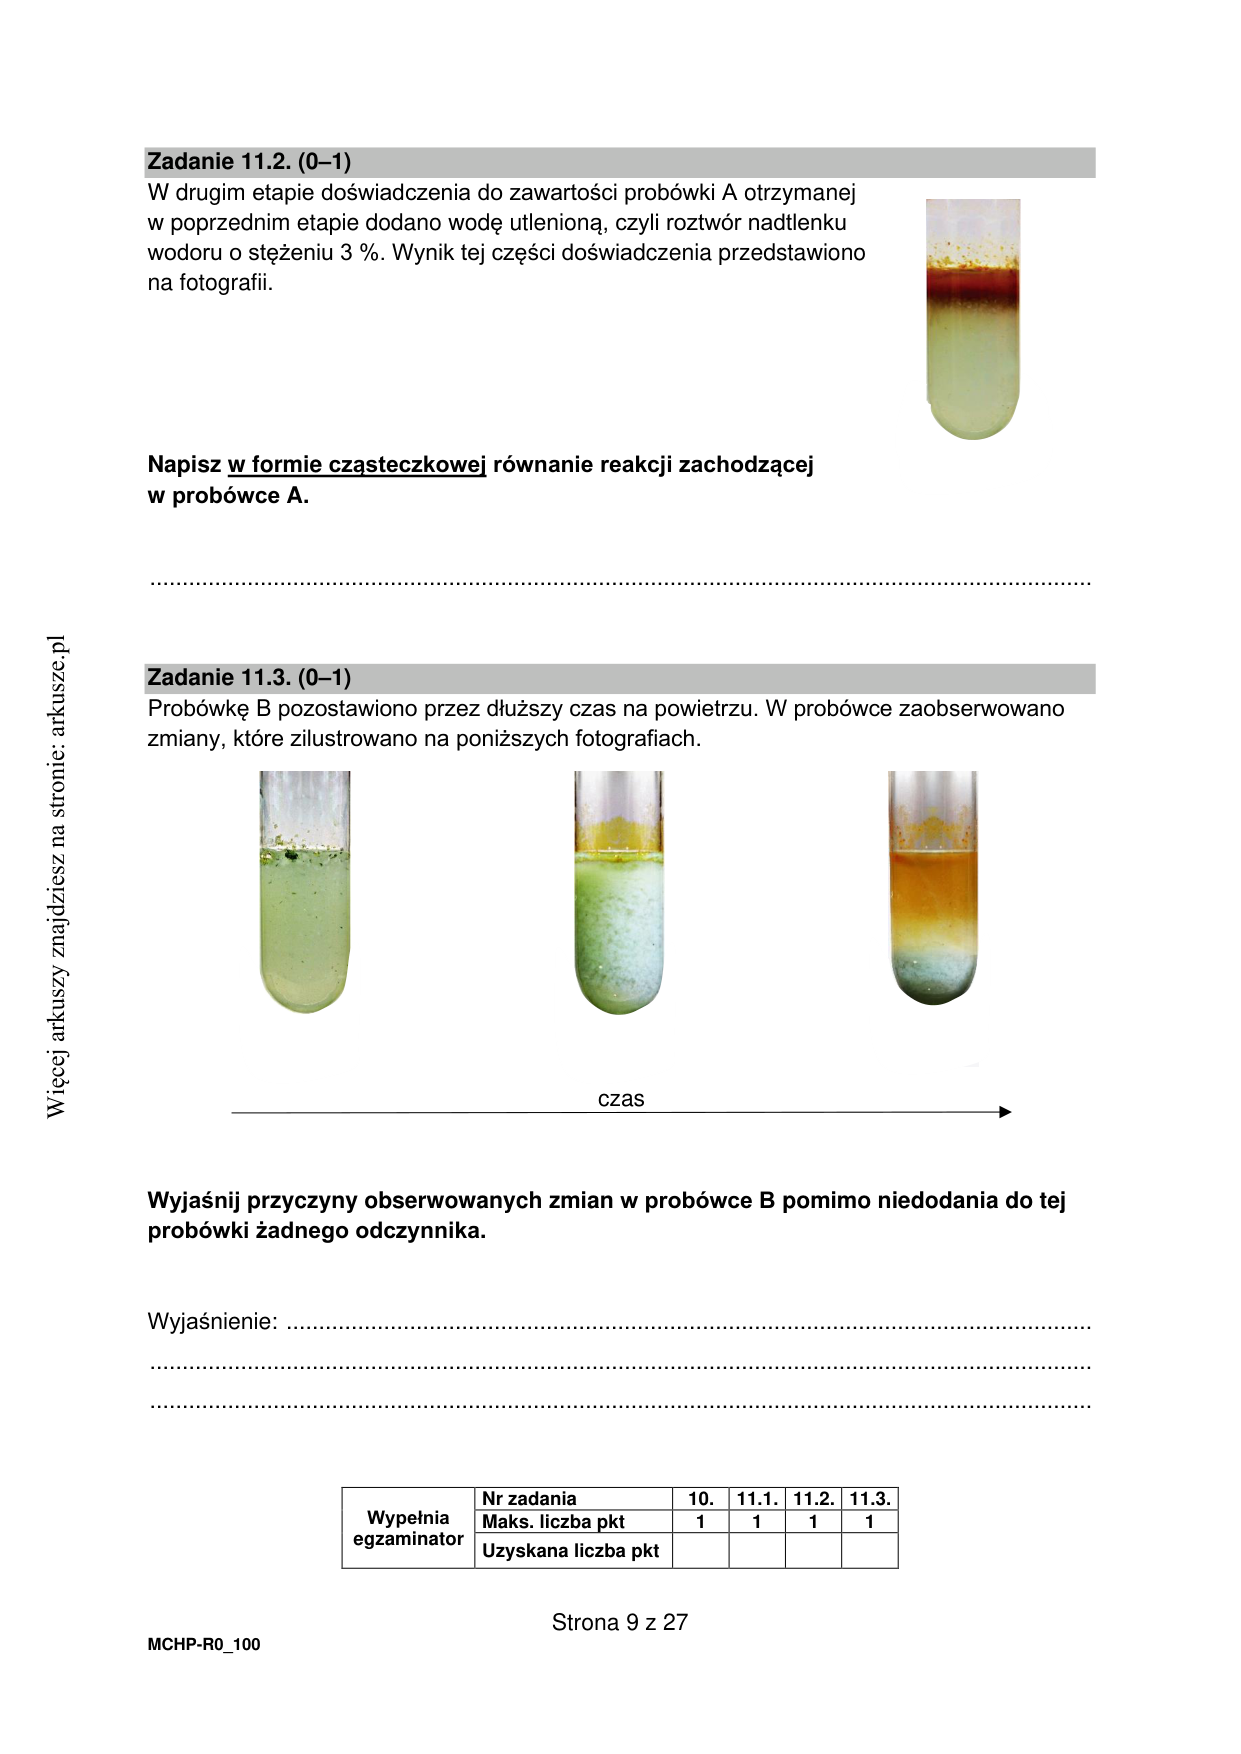 Zadanie 11.2. (0–1)
W drugim etapie doświadczenia do zawartości probówki A otrzymanej
w poprzednim etapie dodano wodę utlenioną, czyli roztwór nadtlenku
wodoru o stężeniu 3 %. Wynik tej części doświadczenia przedstawiono
na fotografii.
Napisz w formie cząsteczkowej równanie reakcji zachodzącej
w probówce A.
Zadanie 11.3. (0–1)
Probówkę B pozostawiono przez dłuższy czas na powietrzu. W probówce zaobserwowano
zmiany, które zilustrowano na poniższych fotografiach.
czas
Wyjaśnij przyczyny obserwowanych zmian w probówce B pomimo niedodania do tej
probówki żadnego odczynnika.
Wyjaśnienie: ........................................................................................................................
Wypełnia
egzaminator
Nr zadania 10. 11.1. 11.2. 11.3.
Maks. liczba pkt 1 1 1 1
Uzyskana liczba pkt
Strona 9 z 27
MCHP-R0_100
Więcej arkuszy znajdziesz na stronie: arkusze.pl